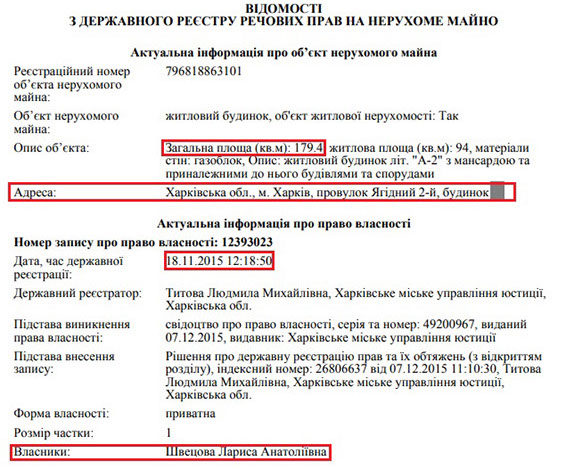 ВІДОМОСТІ
З ДЕРЖАВНОГО РЕЄСТРУ РЕЧОВИХ ПРАВ НА НЕРУХОМЕ МАЙНО
Актуальна інформація про об’єкт нерухомого майна
Реєстраційний номер об’єкта нерухомого майна: 796818863101
Об’єкт нерухомого майна: житловий будинок, об'єкт житлової нерухомості: Так
Опис об’єкта: Загальна площа (кв.м): 179.4, житлова площа (кв.м): 94, матеріали
стін: газоблок, Опис: житловий будинок літ. "А-2" з мансардою та
приналежними до нього будівлями та спорудами
Адреса: Харківська обл., м. Харків, провулок Ягідний 2-й, будинок
Актуальна інформація про право власності
Номер запису про право власності: 12393023
Дата, час державної реєстрації: 18.11.2015 12:18:50
Державний реєстратор: Титова Людмила Михайлівна, Харківське міське управління юстиції,
Харківська обл.
Підстава виникнення права власності: свідоцтво про право власності, серія та номер: 49200967, виданий
07.12.2015, видавник: Харківське міське управління юстиції
Підстава внесення запису: Рішення про державну реєстрацію прав та їх обтяжень (з відкриттям
розділу), індексний номер: 26806637 від 07.12.2015 11:10:30, Титова
Людмила Михайлівна, Харківське міське управління юстиції,
Харківська обл.
Форма власності: приватна
Розмір частки: 1
Власники: Швецова Лариса Анатоліївна